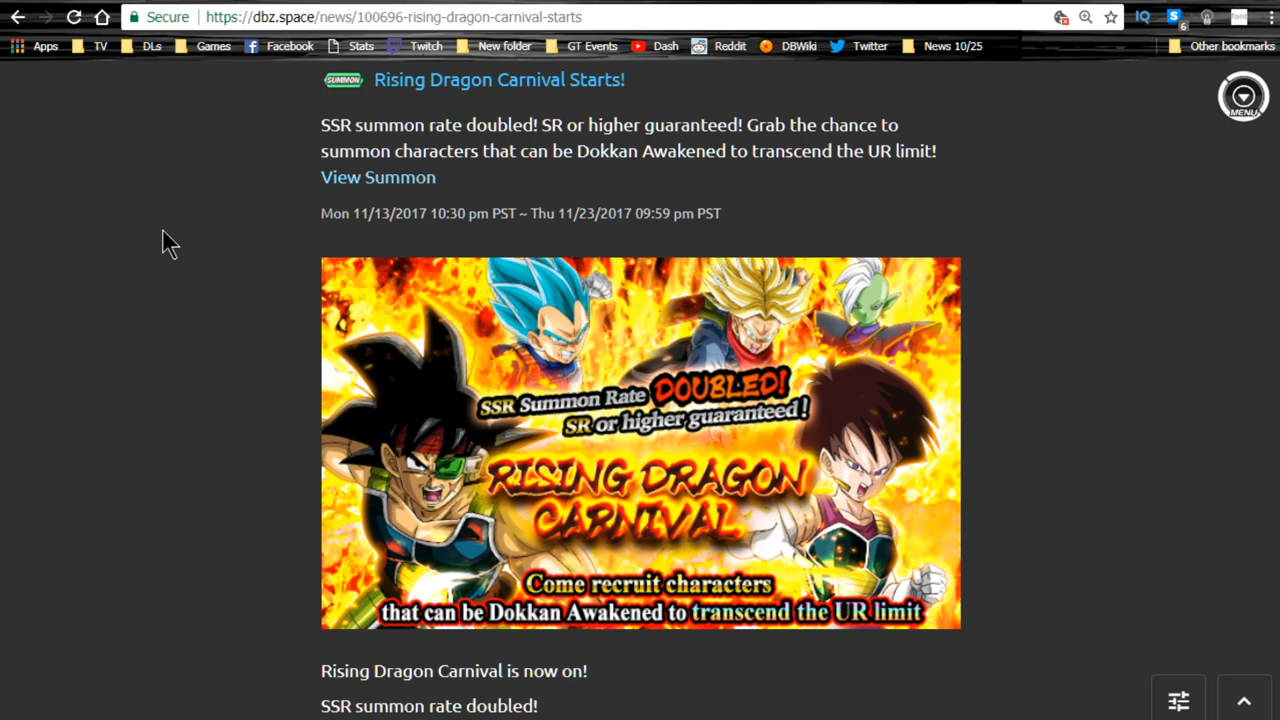 Secure https://dbz.space/news/100696-rising-dragon-carnival-starts
IQ S 6 font
Apps TV DLs Games Facebook Stats Twitch New folder GT Events Dash Reddit DBWiki Twitter News 10/25 Other bookmarks
SUMMON Rising Dragon Carnival Starts!
MENU
SSR summon rate doubled! SR or higher guaranteed! Grab the chance to
summon characters that can be Dokkan Awakened to transcend the UR limit!
View Summon
Mon 11/13/2017 10:30 pm PST ~ Thu 11/23/2017 09:59 pm PST
SSR Summon Rate DOUBLED!
SR or higher guaranteed!
RISING DRAGON
CARNIVAL
Come recruit characters
that can be Dokkan Awakened to transcend the UR limit
Rising Dragon Carnival is now on!
SSR summon rate doubled!